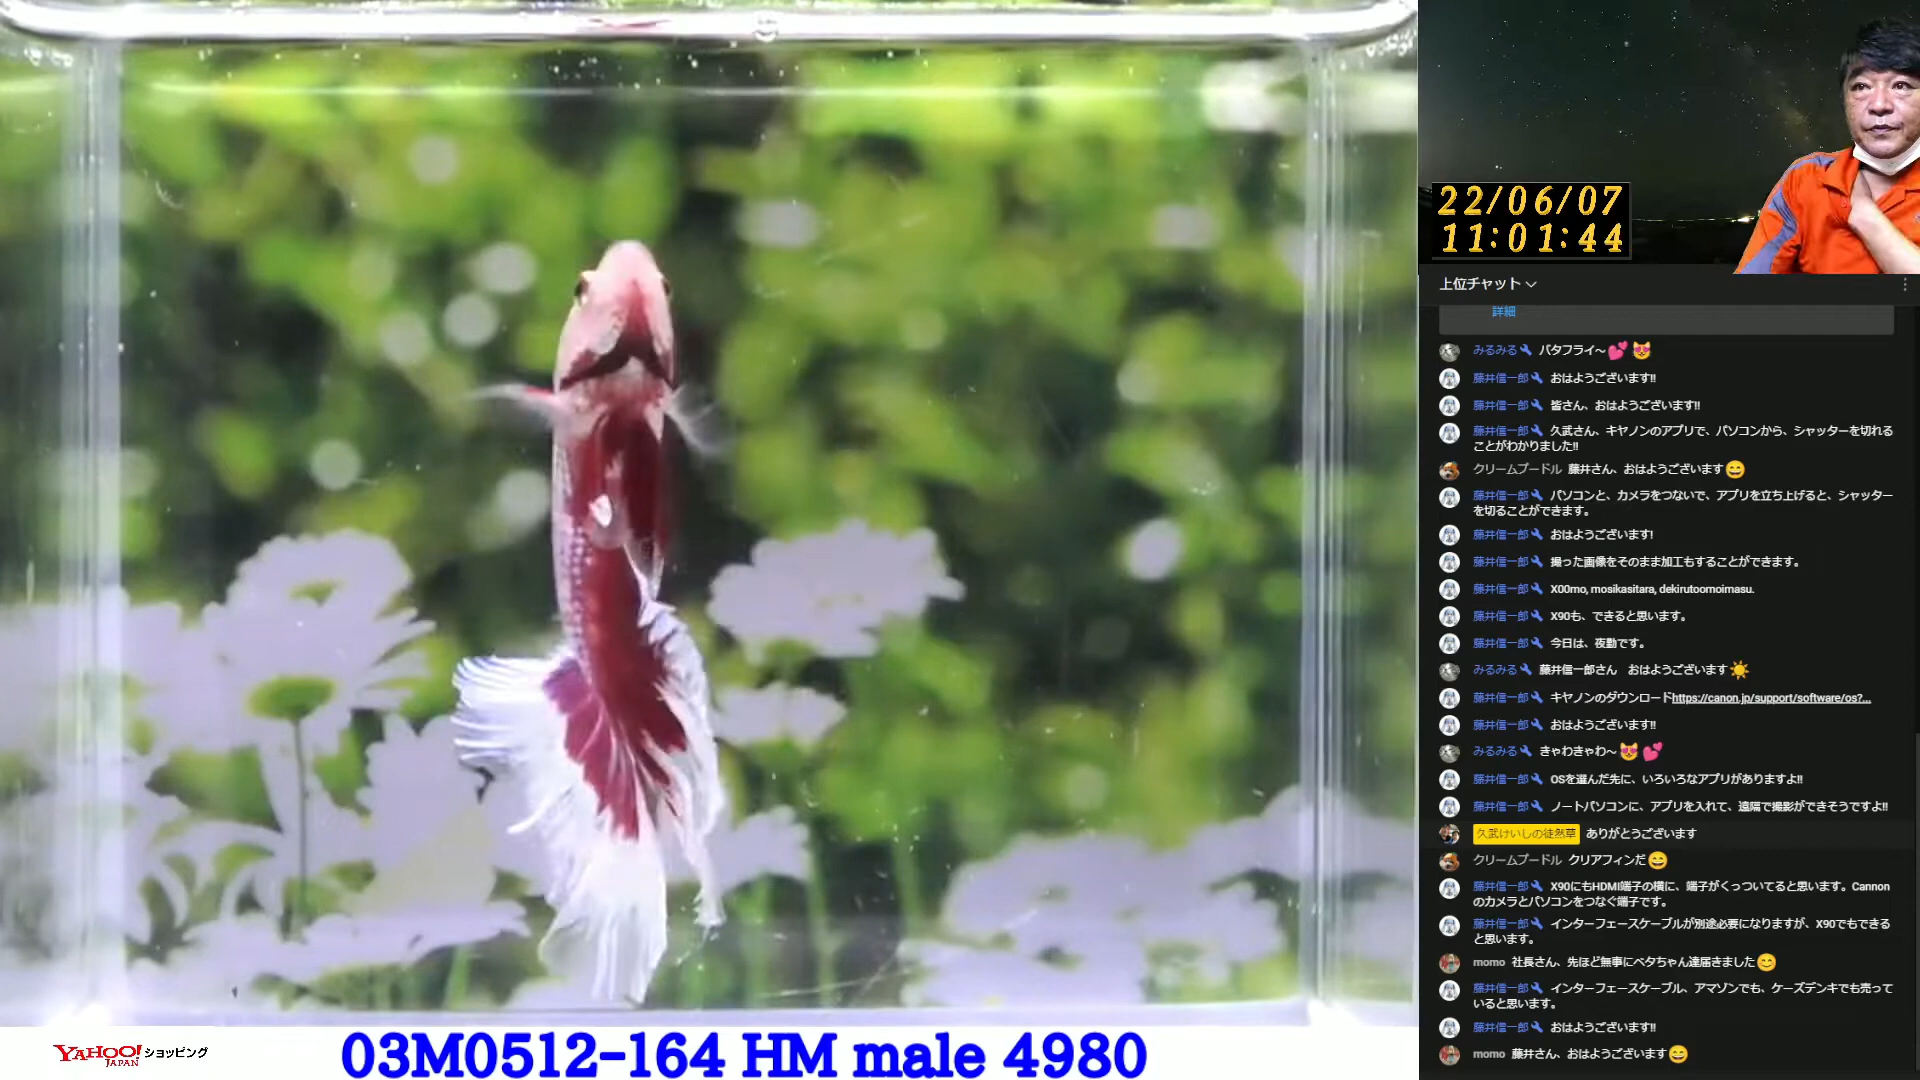 22/06/07
11:01:44
上位チャット
詳細
みるみる バタフライ〜💕😻
藤井信一郎 おはようございます!!
藤井信一郎 皆さん、おはようございます!!
藤井信一郎 久武さん、キヤノンのアプリで、パソコンから、シャッターを切れる
ことがわかりました!!
クリームプードル 藤井さん、おはようございます😄
藤井信一郎 パソコンと、カメラをつないで、アプリを立ち上げると、シャッター
を切ることができます。
藤井信一郎 おはようございます!
藤井信一郎 撮った画像をそのまま加工もすることができます。
藤井信一郎 X00mo, mosikasitara, dekirutoomoimasu.
藤井信一郎 X90も、できると思います。
藤井信一郎 今日は、夜勤です。
みるみる 藤井信一郎さん おはようございます☀️
藤井信一郎 キヤノンのダウンロードhttps://canon.jp/support/software/os?...
藤井信一郎 おはようございます!!
みるみる きゃわきゃわ〜😻💕
藤井信一郎 OSを選んだ先に、いろいろなアプリがありますよ!!
藤井信一郎 ノートパソコンに、アプリを入れて、遠隔で撮影ができそうですよ!!
久武けいしの徒然草 ありがとうございます
クリームプードル クリアフィンだ😄
藤井信一郎 X90にもHDMI端子の横に、端子がくっついてると思います。Cannon
のカメラとパソコンをつなぐ端子です。
藤井信一郎 インターフェースケーブルが別途必要になりますが、X90でもできる
と思います。
momo 社長さん、先ほど無事にベタちゃん達届きました😊
藤井信一郎 インターフェースケーブル、アマゾンでも、ケーズデンキでも売って
いると思います。
藤井信一郎 おはようございます!!
momo 藤井さん、おはようございます😄
YAHOO! JAPAN ショッピング
03M0512-164 HM male 4980